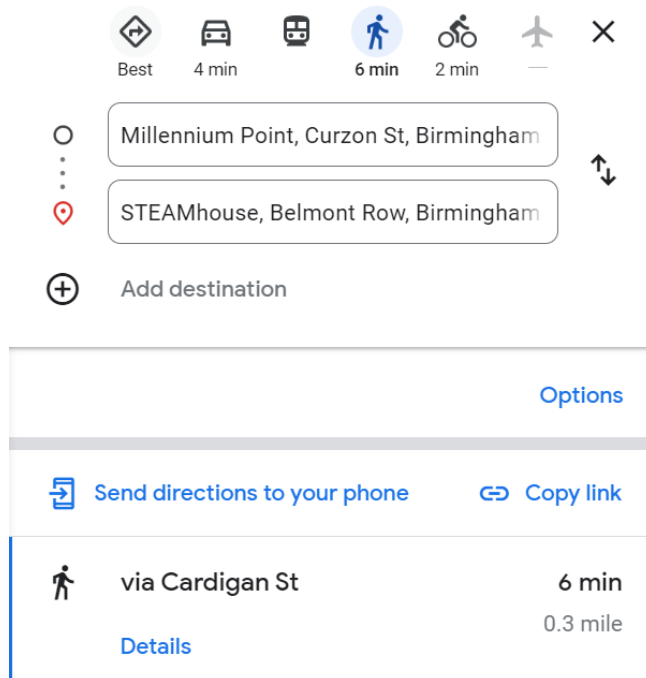 Best
4 min
6 min
2 min
—
Millennium Point, Curzon St, Birmingham
STEAMhouse, Belmont Row, Birmingham
Add destination
Options
Send directions to your phone
Copy link
via Cardigan St
6 min
0.3 mile
Details